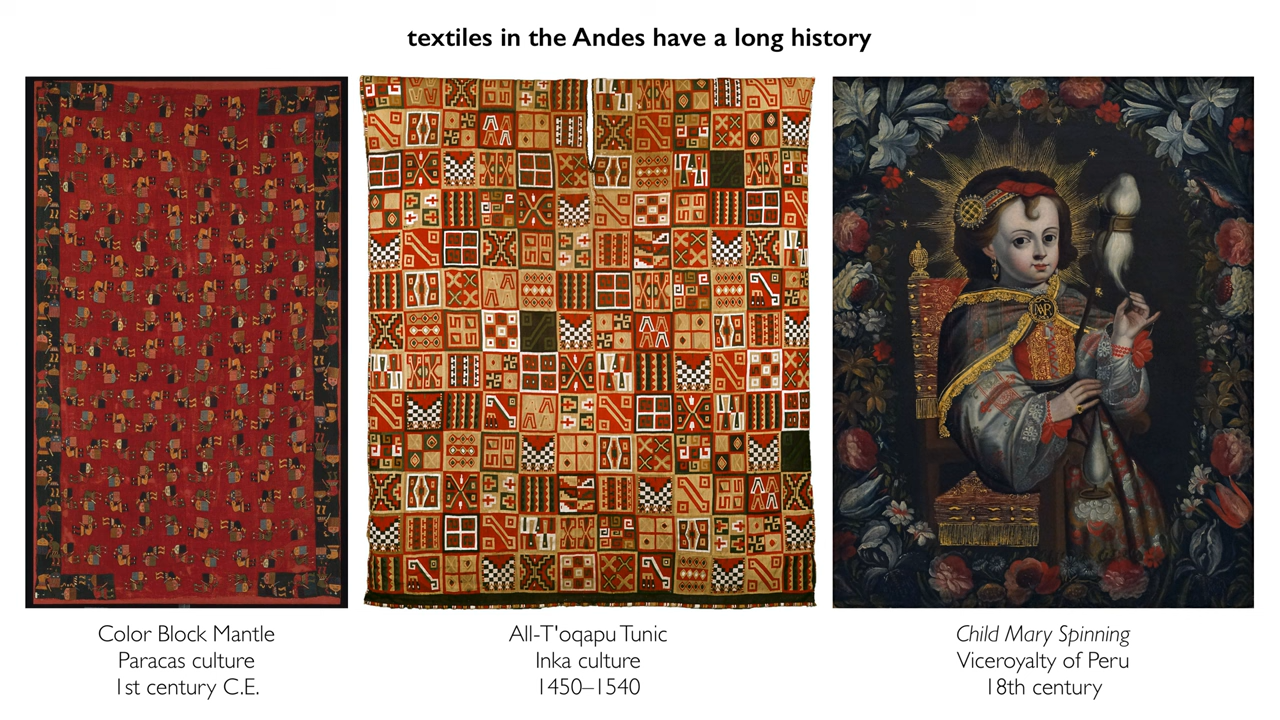 textiles in the Andes have a long history
Color Block Mantle
Paracas culture
1st century C.E.
All-T'oqapu Tunic
Inka culture
1450–1540
Child Mary Spinning
Viceroyalty of Peru
18th century